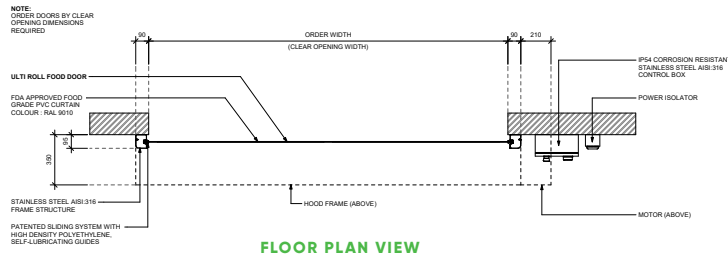 NOTE:
ORDER DOORS BY CLEAR
OPENING DIMENSIONS
REQUIRED
90
ORDER WIDTH
(CLEAR OPENING WIDTH)
90
210
ULTI ROLL FOOD DOOR
FDA APPROVED FOOD
GRADE PVC CURTAIN
COLOUR : RAL 9010
IP54 CORROSION RESISTAN
STAINLESS STEEL AISI:316
CONTROL BOX
POWER ISOLATOR
350
95
STAINLESS STEEL AISI:316
FRAME STRUCTURE
HOOD FRAME (ABOVE)
MOTOR (ABOVE)
PATENTED SLIDING SYSTEM WITH
HIGH DENSITY POLYETHYLENE,
SELF-LUBRICATING GUIDES
FLOOR PLAN VIEW